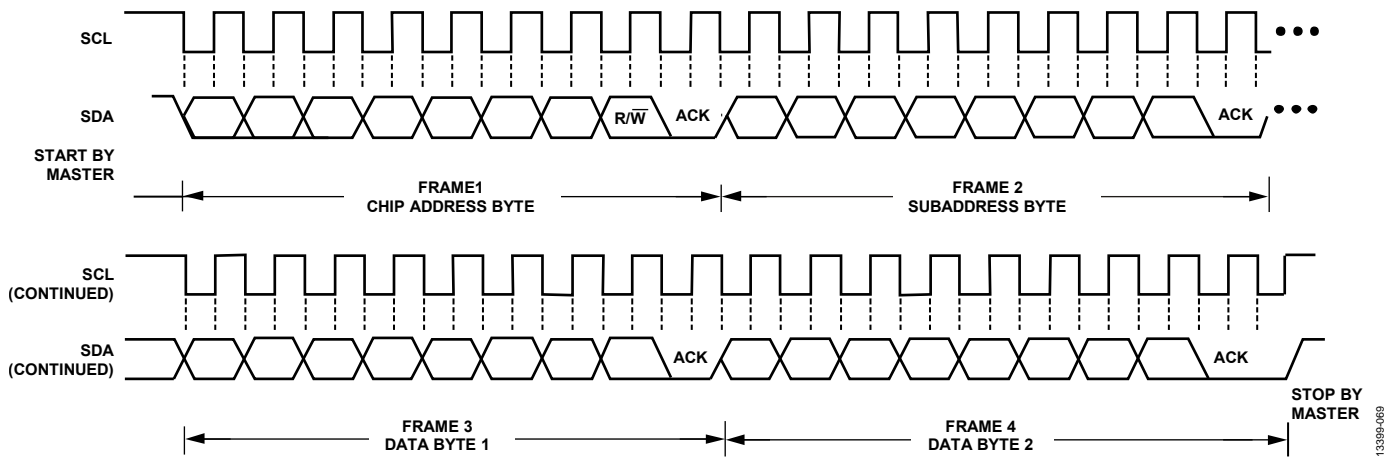 SCL
SDA
R/W̅
ACK
ACK
START BY
MASTER
FRAME1
CHIP ADDRESS BYTE
FRAME 2
SUBADDRESS BYTE
SCL
(CONTINUED)
SDA
(CONTINUED)
ACK
ACK
STOP BY
MASTER
FRAME 3
DATA BYTE 1
FRAME 4
DATA BYTE 2
13399-069